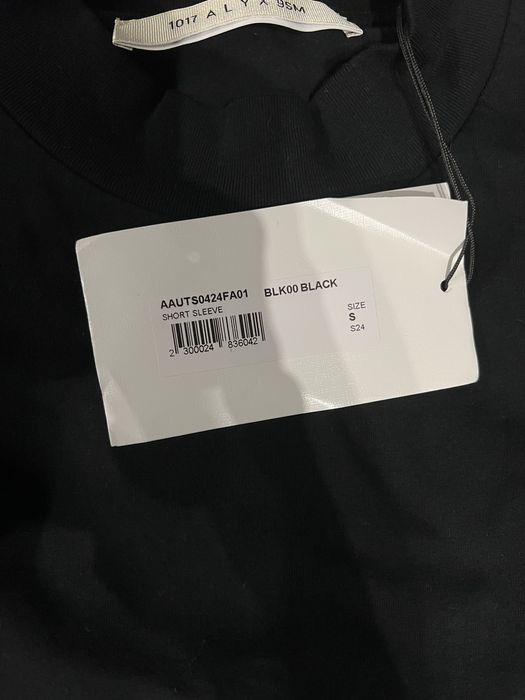 1017 ALYX 9SM
AAUTS0424FA01 BLK00 BLACK
SHORT SLEEVE
SIZE
S
S24
2 300024 836042